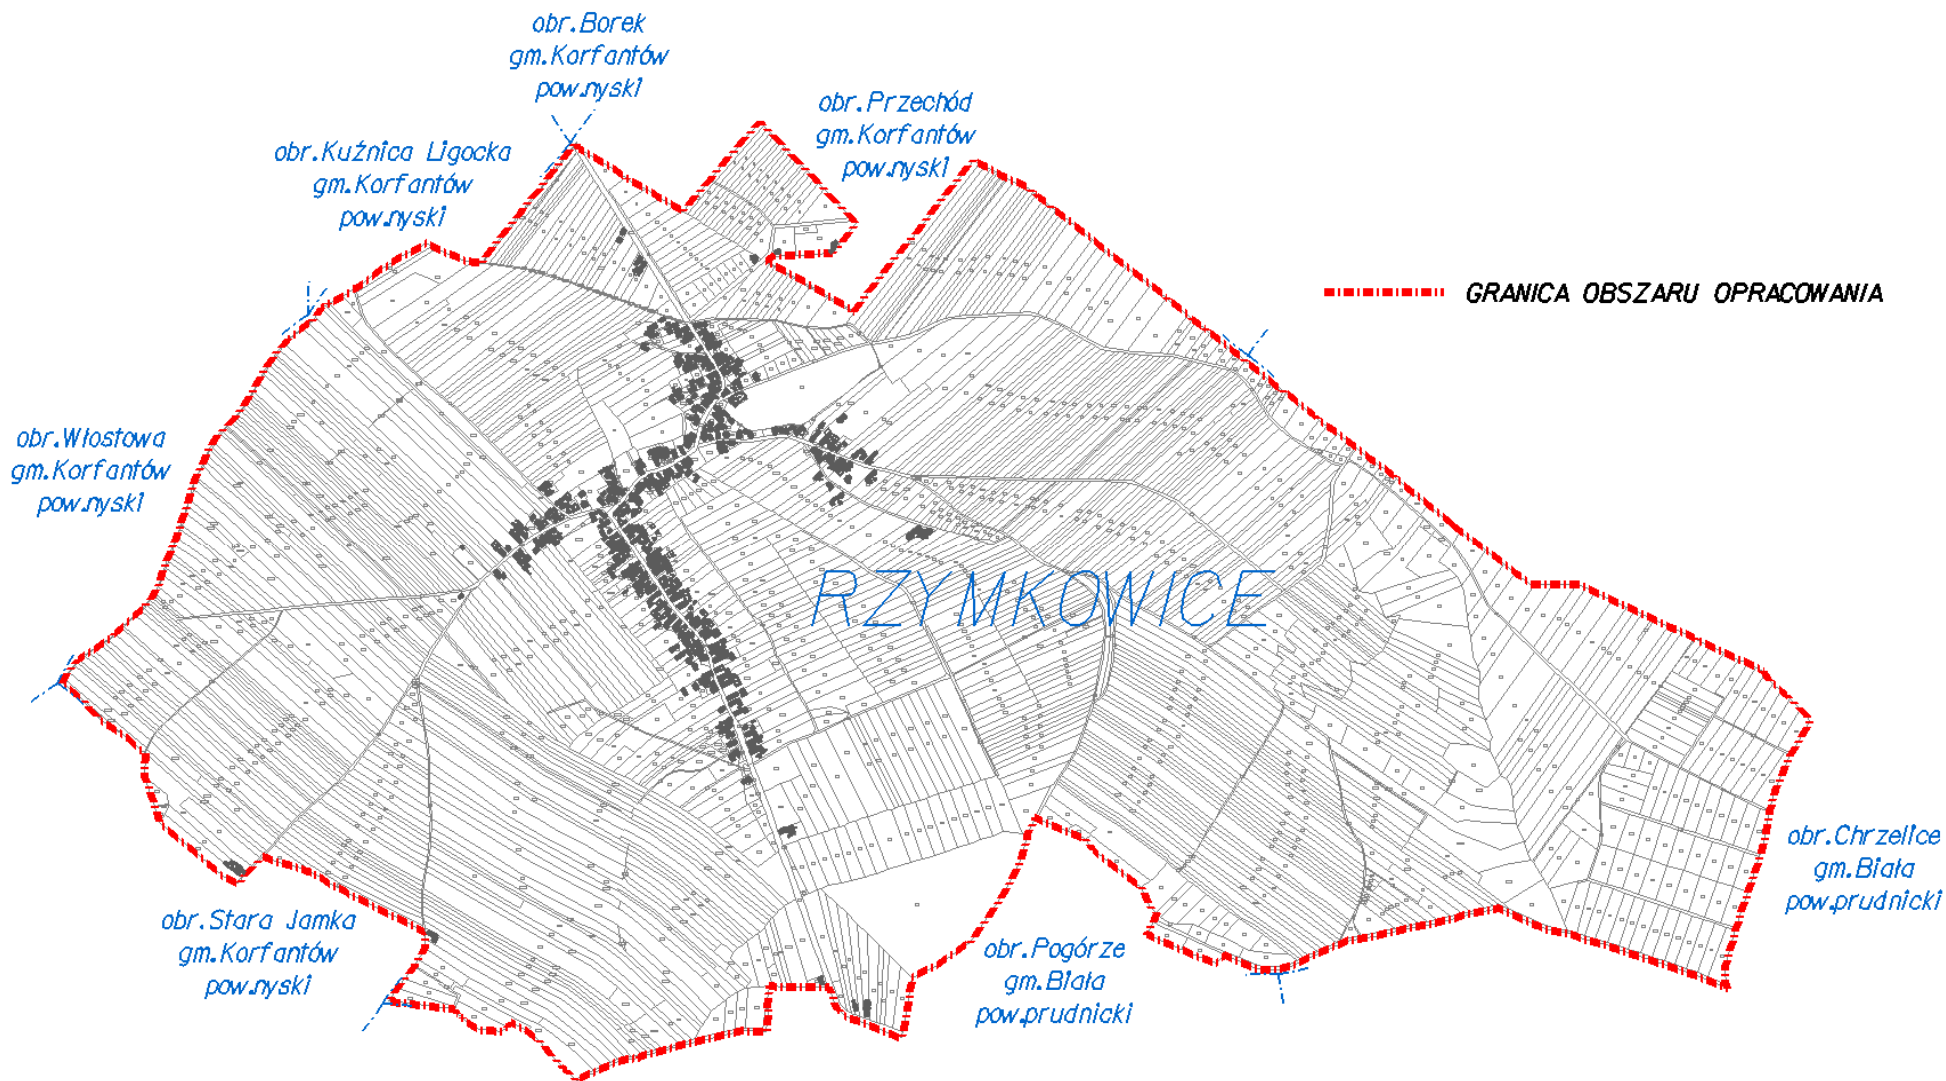 obr.Borek
gm.Korfantów
pow.nyski
obr.Przechód
gm.Korfantów
pow.nyski
obr.Kuźnica Ligocka
gm.Korfantów
pow.nyski
GRANICA OBSZARU OPRACOWANIA
obr.Włostowa
gm.Korfantów
pow.nyski
RZYMKOWICE
obr.Chrzelice
gm.Biała
pow.prudnicki
obr.Stara Jamka
gm.Korfantów
pow.nyski
obr.Pogórze
gm.Biała
pow.prudnicki